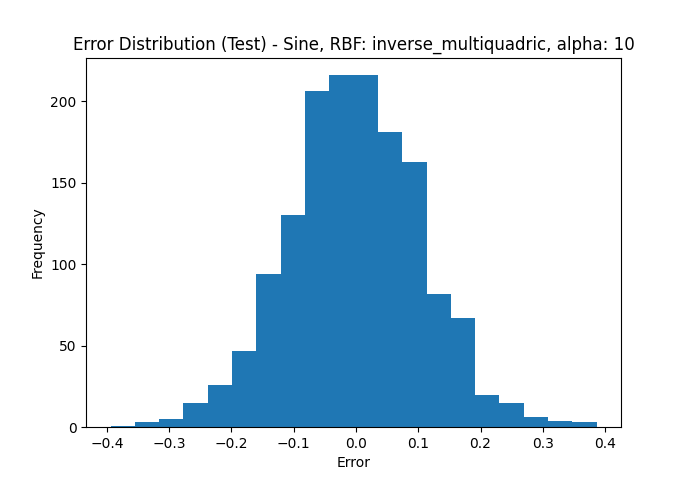 Error Distribution (Test) - Sine, RBF: inverse_multiquadric, alpha: 10
200
150
100
50
0
Frequency
−0.4 −0.3 −0.2 −0.1 0.0 0.1 0.2 0.3 0.4
Error